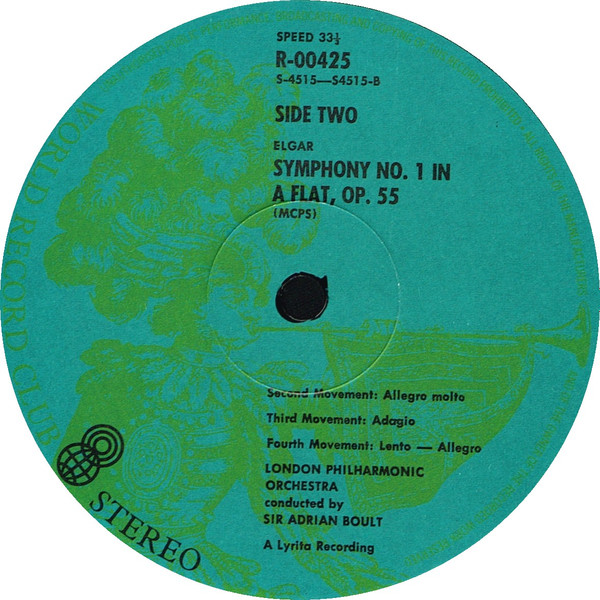 SPEED 33⅓
R-00425
S-4515—S4515-B
SIDE TWO
ELGAR
SYMPHONY NO. 1 IN
A FLAT, OP. 55
(MCPS)
Second Movement: Allegro molto
Third Movement: Adagio
Fourth Movement: Lento — Allegro
LONDON PHILHARMONIC
ORCHESTRA
conducted by
SIR ADRIAN BOULT
A Lyrita Recording
WORLD RECORD CLUB
STEREO